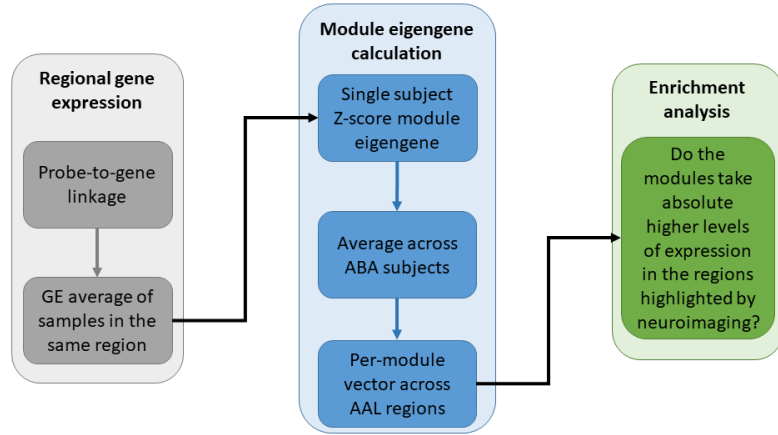 Regional gene
expression
Probe-to-gene
linkage
GE average of
samples in the
same region
Module eigengene
calculation
Single subject
Z-score module
eigengene
Average across
ABA subjects
Per-module
vector across
AAL regions
Enrichment
analysis
Do the
modules take
absolute
higher levels
of expression
in the regions
highlighted by
neuroimaging?